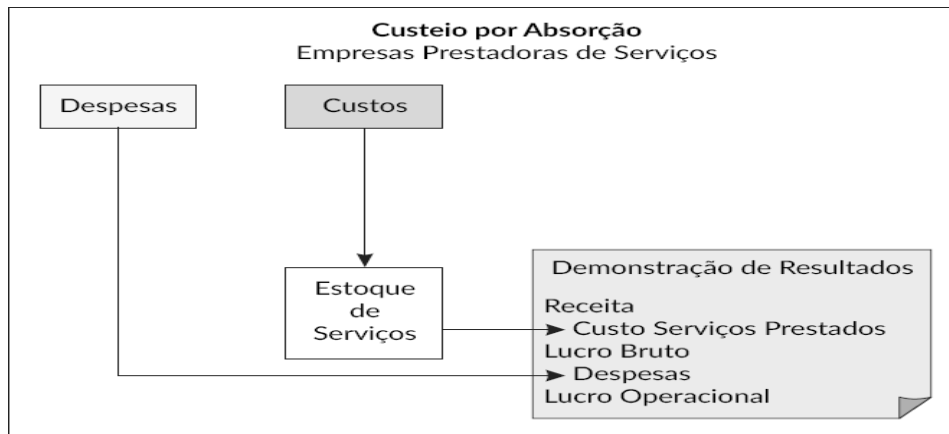 Custeio por Absorção
Empresas Prestadoras de Serviços
Despesas
Custos
Estoque
de
Serviços
Demonstração de Resultados
Receita
Custo Serviços Prestados
Lucro Bruto
Despesas
Lucro Operacional